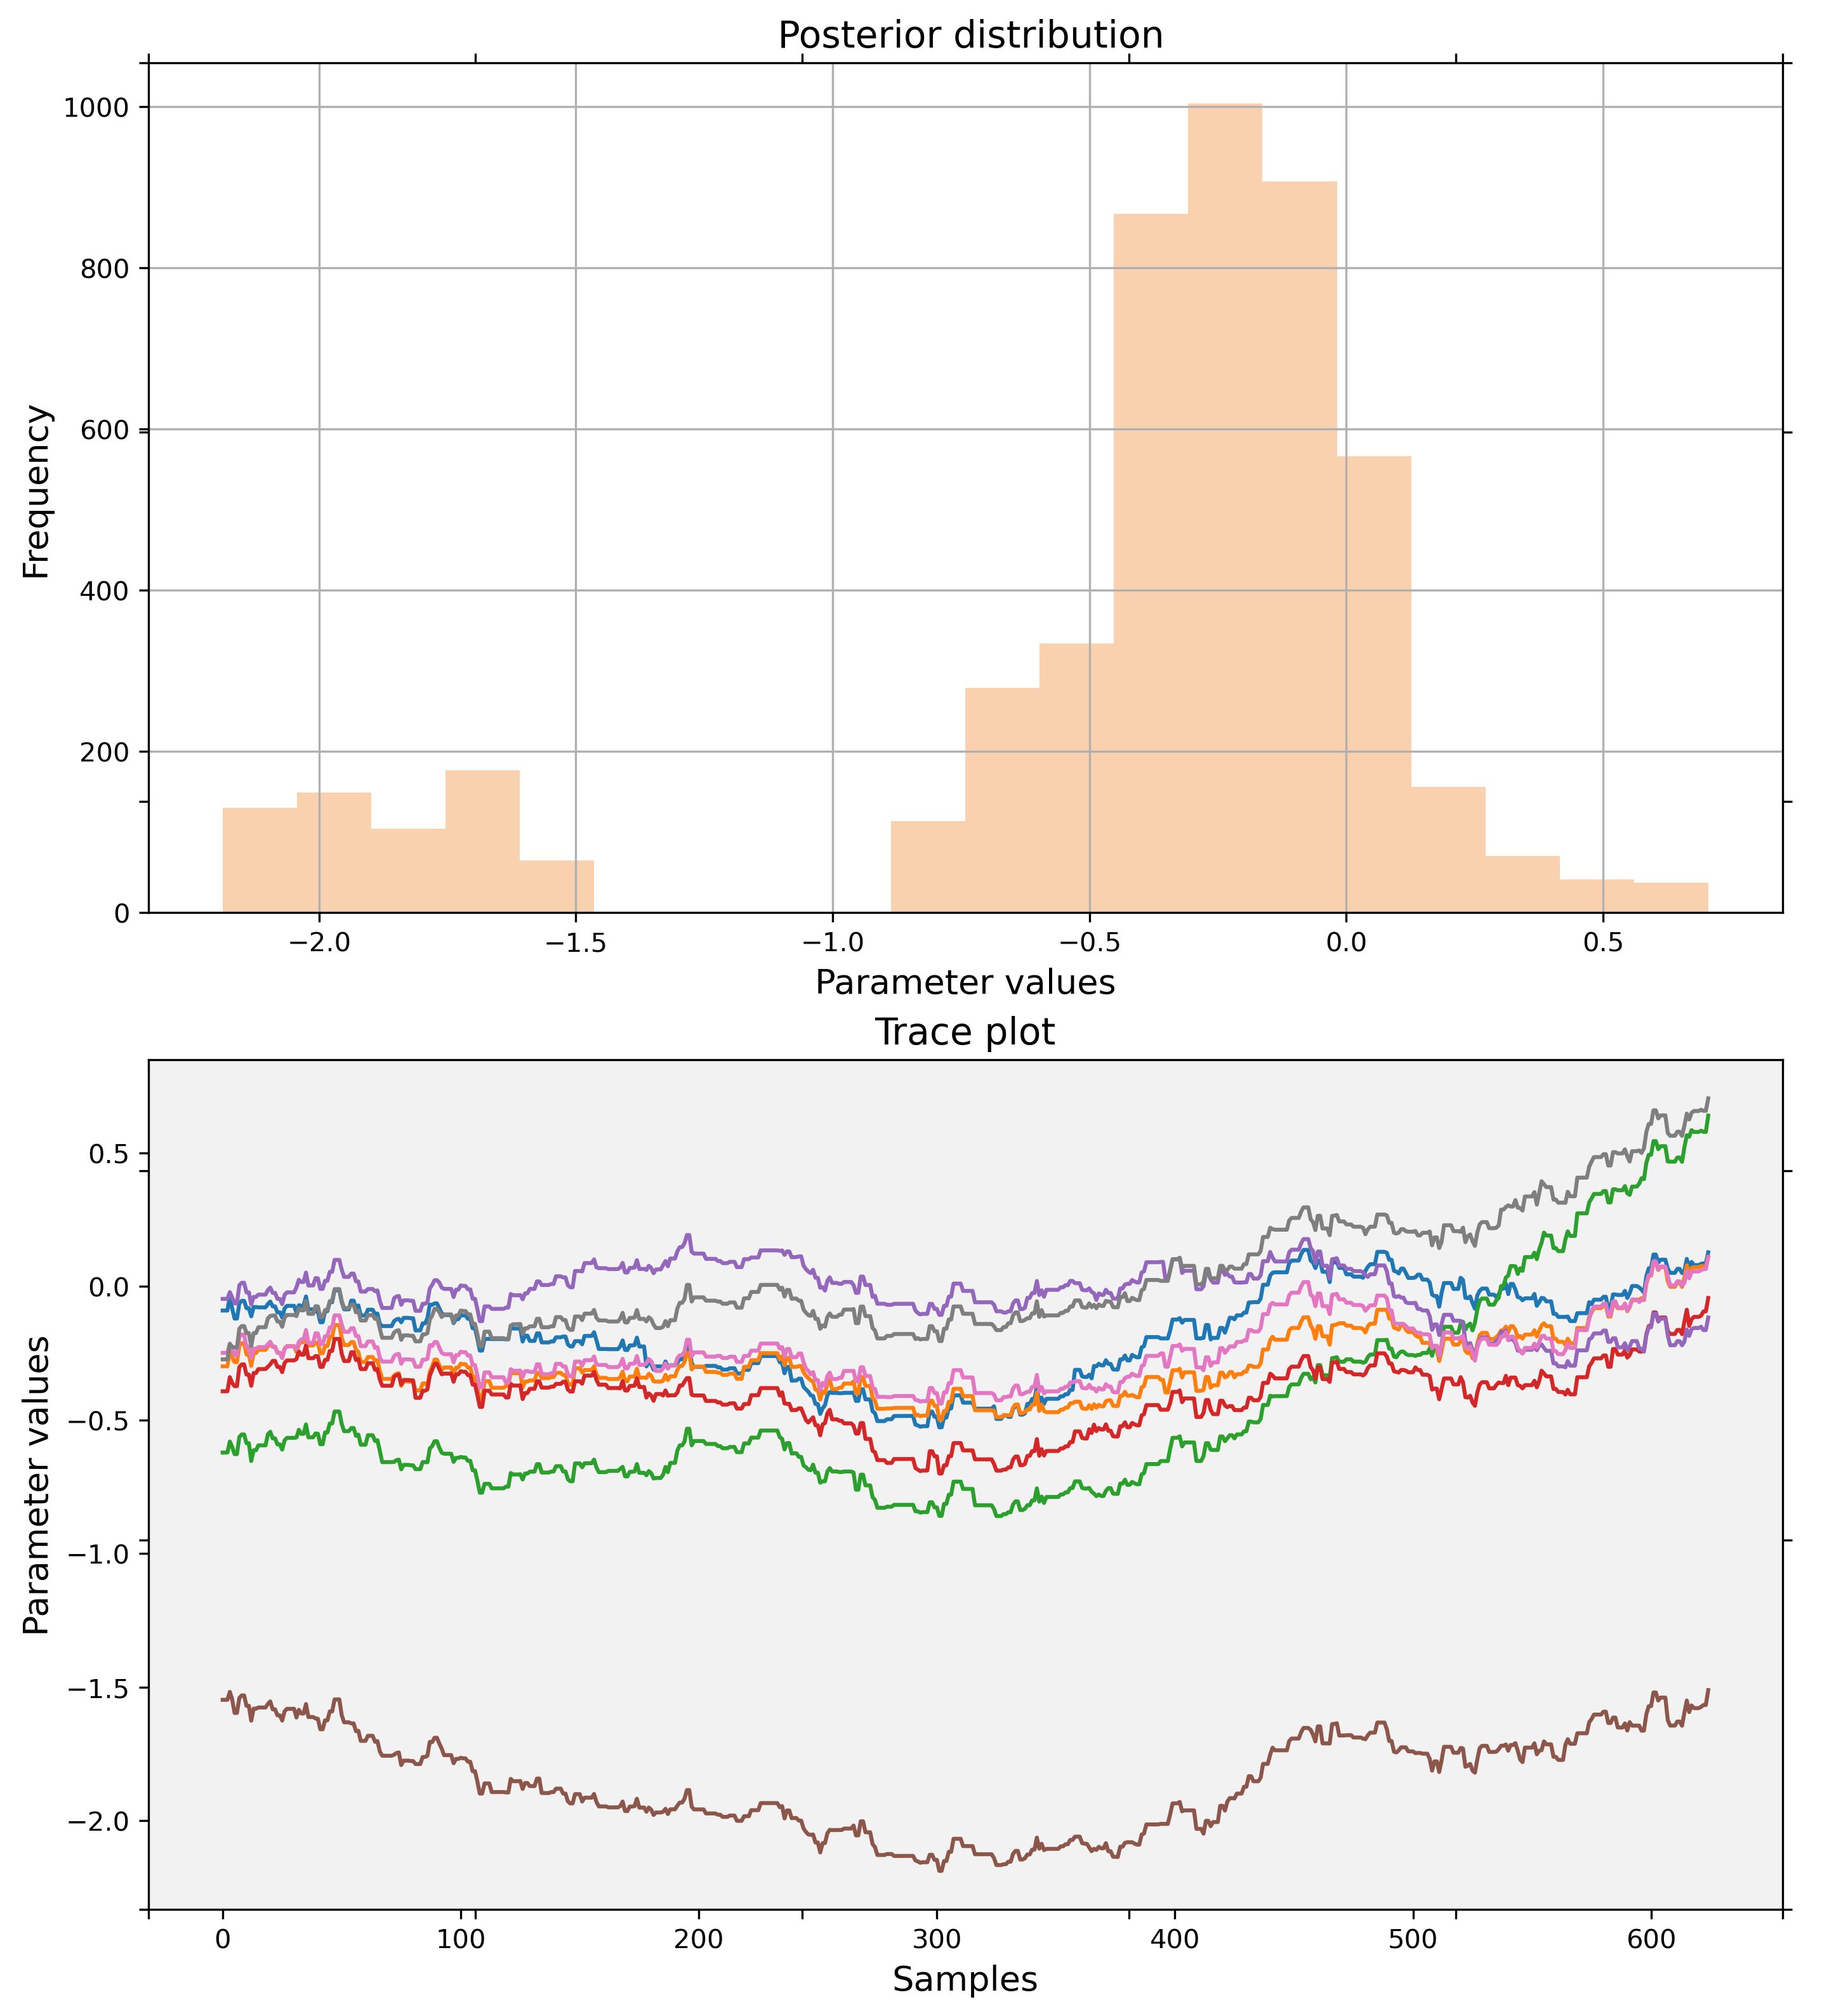 Posterior distribution
1000
800
600
400
200
0
Frequency
−2.0 −1.5 −1.0 −0.5 0.0 0.5
Parameter values
Trace plot
0.5
0.0
−0.5
−1.0
−1.5
−2.0
Parameter values
0 100 200 300 400 500 600
Samples